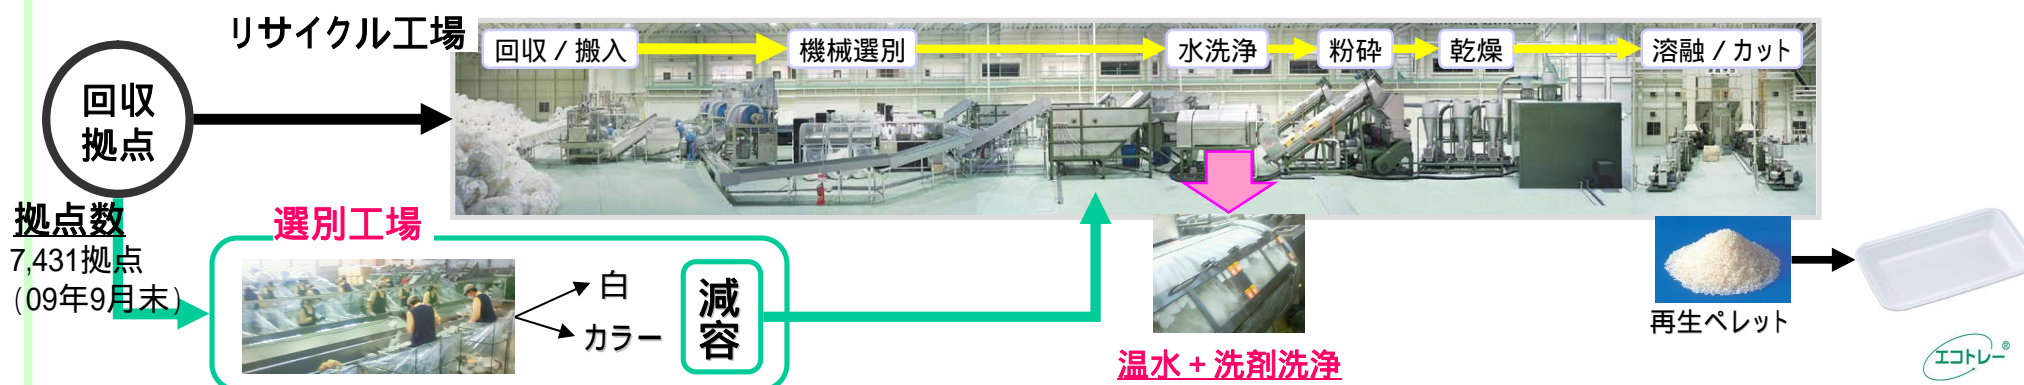 リサイクル工場
回収 / 搬入
機械選別
水洗浄
粉砕
乾燥
溶融 / カット
回収
拠点
拠点数
7,431拠点
(09年9月末)
選別工場
白
カラー
減
容
温水 + 洗剤洗浄
再生ペレット
エコトレー®